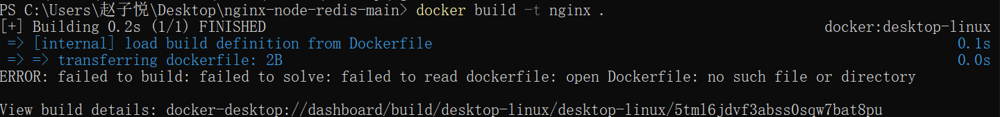 PS C:\Users\赵子悦\Desktop\nginx-node-redis-main> docker build -t nginx .
[+] Building 0.2s (1/1) FINISHED docker:desktop-linux
=> [internal] load build definition from Dockerfile 0.1s
=> => transferring dockerfile: 2B 0.0s
ERROR: failed to build: failed to solve: failed to read dockerfile: open Dockerfile: no such file or directory
View build details: docker-desktop://dashboard/build/desktop-linux/desktop-linux/5tml6jdvf3abss0sqw7bat8pu